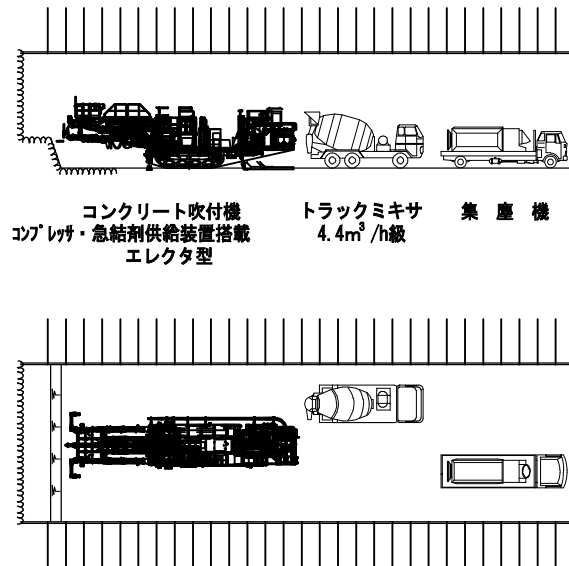 コンクリート吹付機
コンプレッサ・急結剤供給装置搭載
エレクタ型
トラックミキサ
4.4m³/h級
集塵機